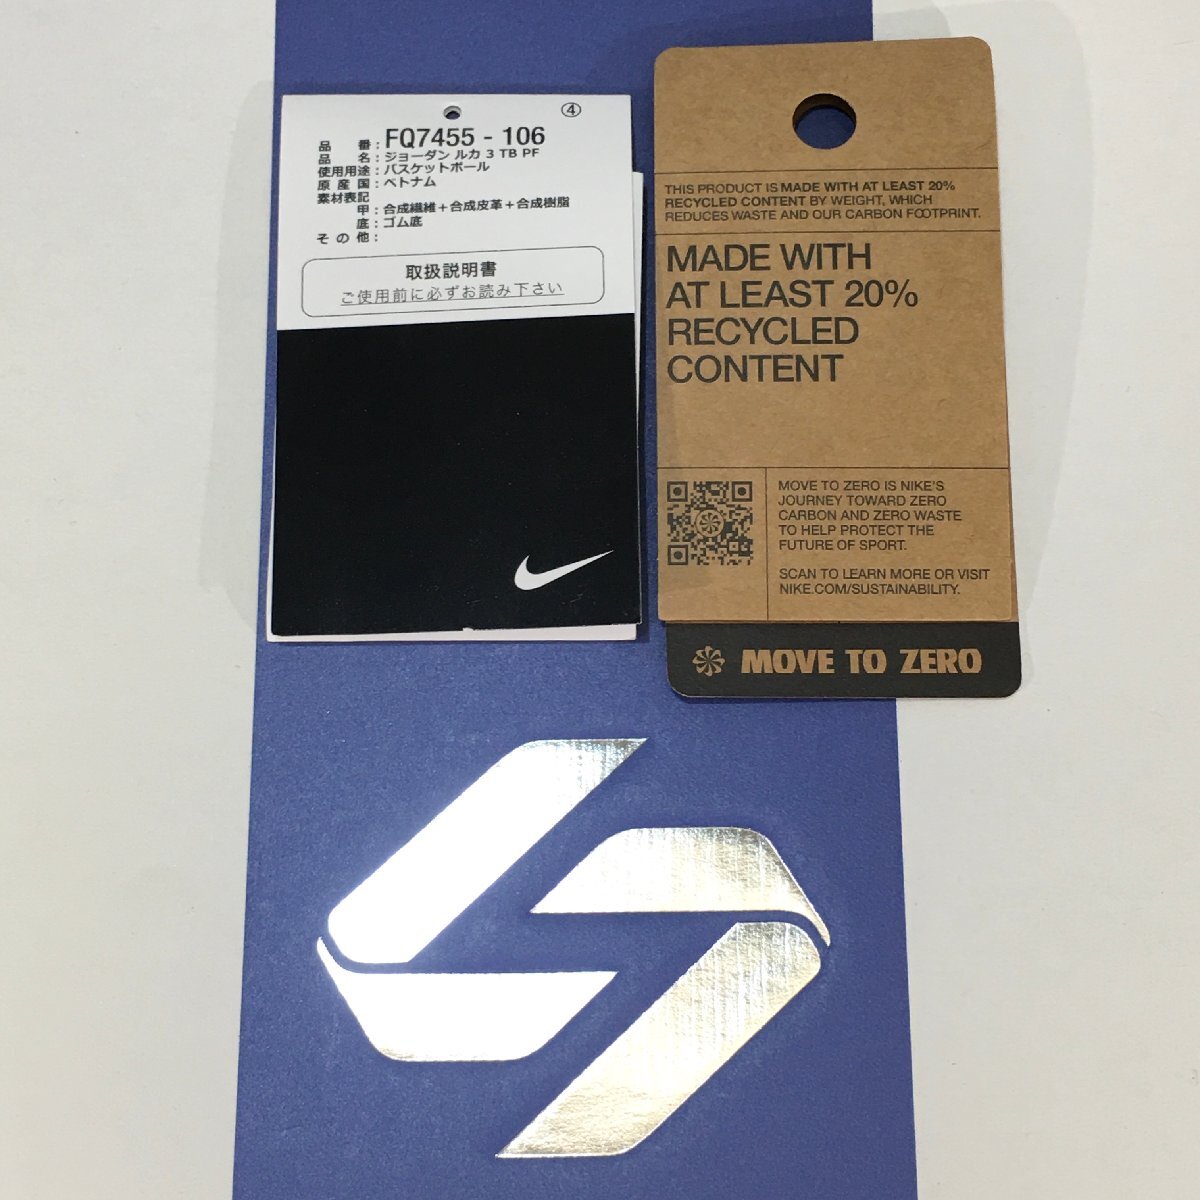 ④
品番：FQ7455 - 106
品名：ジョーダン ルカ 3 TB PF
使用用途：バスケットボール
原産国：ベトナム
素材表記
甲：合成繊維＋合成皮革＋合成樹脂
底：ゴム底
その他：
取扱説明書
ご使用前に必ずお読み下さい
THIS PRODUCT IS MADE WITH AT LEAST 20%
RECYCLED CONTENT BY WEIGHT, WHICH
REDUCES WASTE AND OUR CARBON FOOTPRINT.
MADE WITH
AT LEAST 20%
RECYCLED
CONTENT
MOVE TO ZERO IS NIKE'S
JOURNEY TOWARD ZERO
CARBON AND ZERO WASTE
TO HELP PROTECT THE
FUTURE OF SPORT.
SCAN TO LEARN MORE OR VISIT
NIKE.COM/SUSTAINABILITY.
MOVE TO ZERO